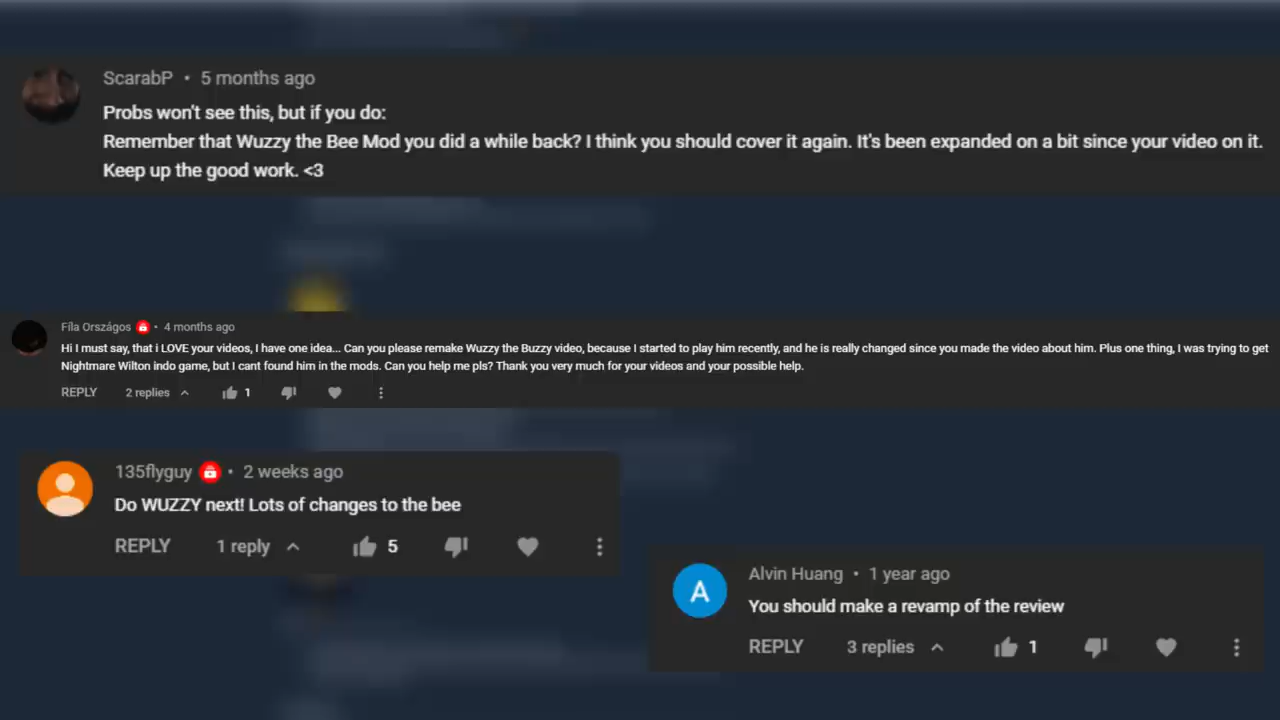 ScarabP • 5 months ago
Probs won't see this, but if you do:
Remember that Wuzzy the Bee Mod you did a while back? I think you should cover it again. It's been expanded on a bit since your video on it.
Keep up the good work. <3
Fíla Országos • 4 months ago
Hi I must say, that i LOVE your videos, I have one idea... Can you please remake Wuzzy the Buzzy video, because I started to play him recently, and he is really changed since you made the video about him. Plus one thing, I was trying to get
Nightmare Wilton indo game, but I cant found him in the mods. Can you help me pls? Thank you very much for your videos and your possible help.
REPLY 2 replies 1
135flyguy • 2 weeks ago
Do WUZZY next! Lots of changes to the bee
REPLY 1 reply 5
A
Alvin Huang • 1 year ago
You should make a revamp of the review
REPLY 3 replies 1